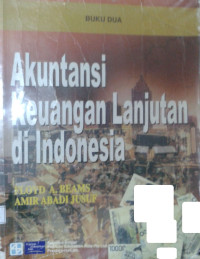 BUKU DUA
Akuntansi
Keuangan Lanjutan
di Indonesia
FLOYD A. BEAMS
AMIR ABADI JUSUF